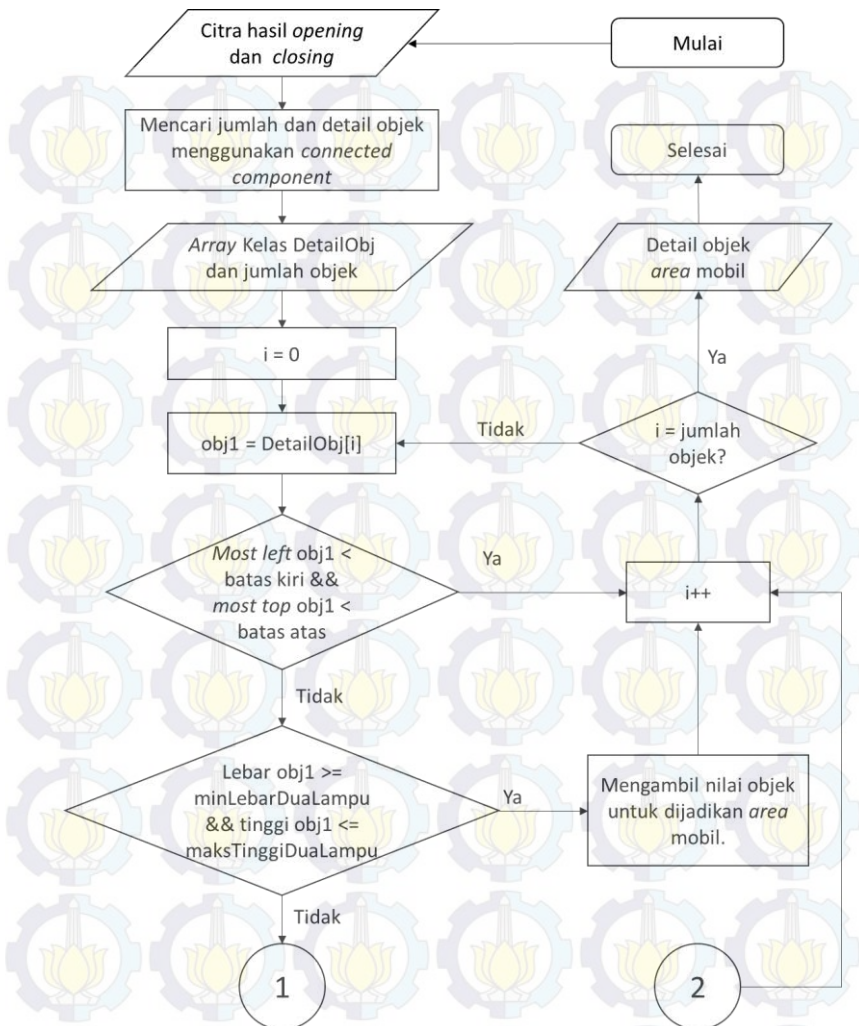 Citra hasil opening
dan closing
Mulai
Mencari jumlah dan detail objek
menggunakan connected
component
Selesai
Array Kelas DetailObj
dan jumlah objek
Detail objek
area mobil
i = 0
Ya
obj1 = DetailObj[i]
Tidak
i = jumlah
objek?
Most left obj1 <
batas kiri &&
most top obj1 <
batas atas
Ya
i++
Tidak
Lebar obj1 >=
minLebarDuaLampu
&& tinggi obj1 <=
maksTinggiDuaLampu
Ya
Mengambil nilai objek
untuk dijadikan area
mobil.
Tidak
1
2